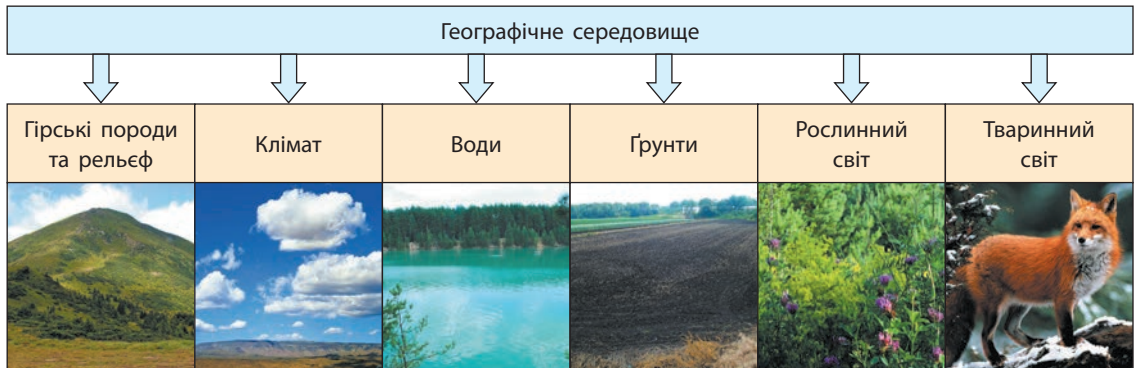 Географічне середовище
Гірські породи
та рельєф
Клімат
Води
Ґрунти
Рослинний
світ
Тваринний
світ